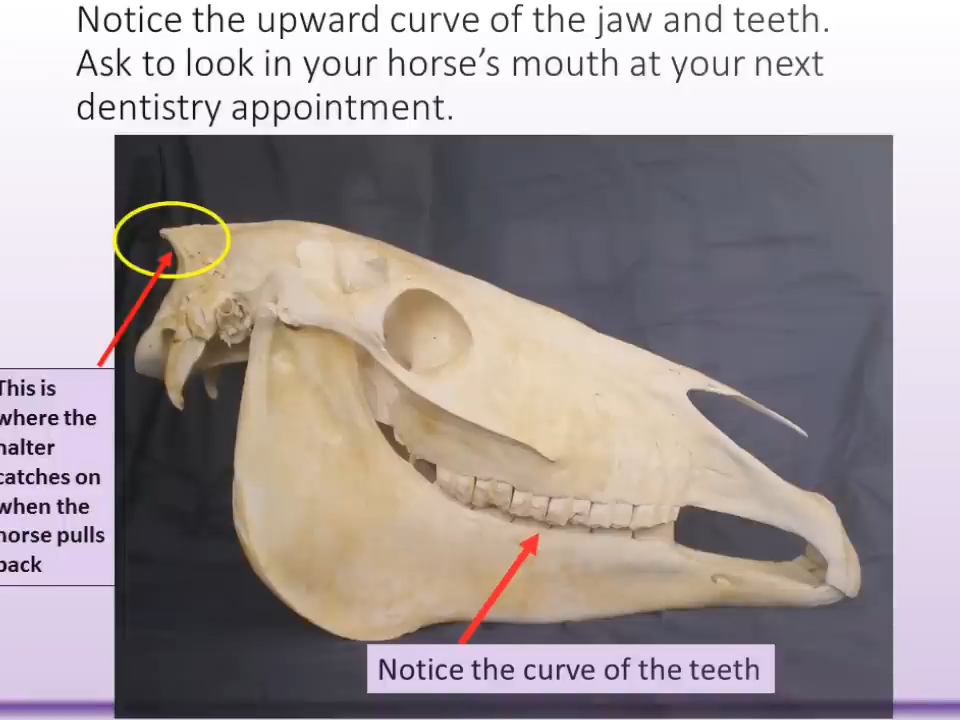 Notice the upward curve of the jaw and teeth.
Ask to look in your horse’s mouth at your next
dentistry appointment.
This is
where the
halter
catches on
when the
horse pulls
back
Notice the curve of the teeth